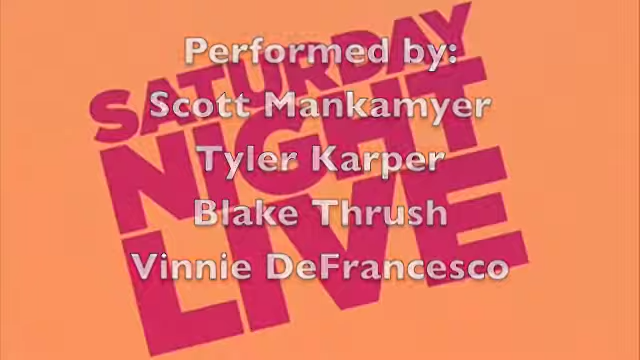 Performed by:
Scott Mankamyer
Tyler Karper
Blake Thrush
Vinnie DeFrancesco
SATURDAY
NIGHT
LIVE